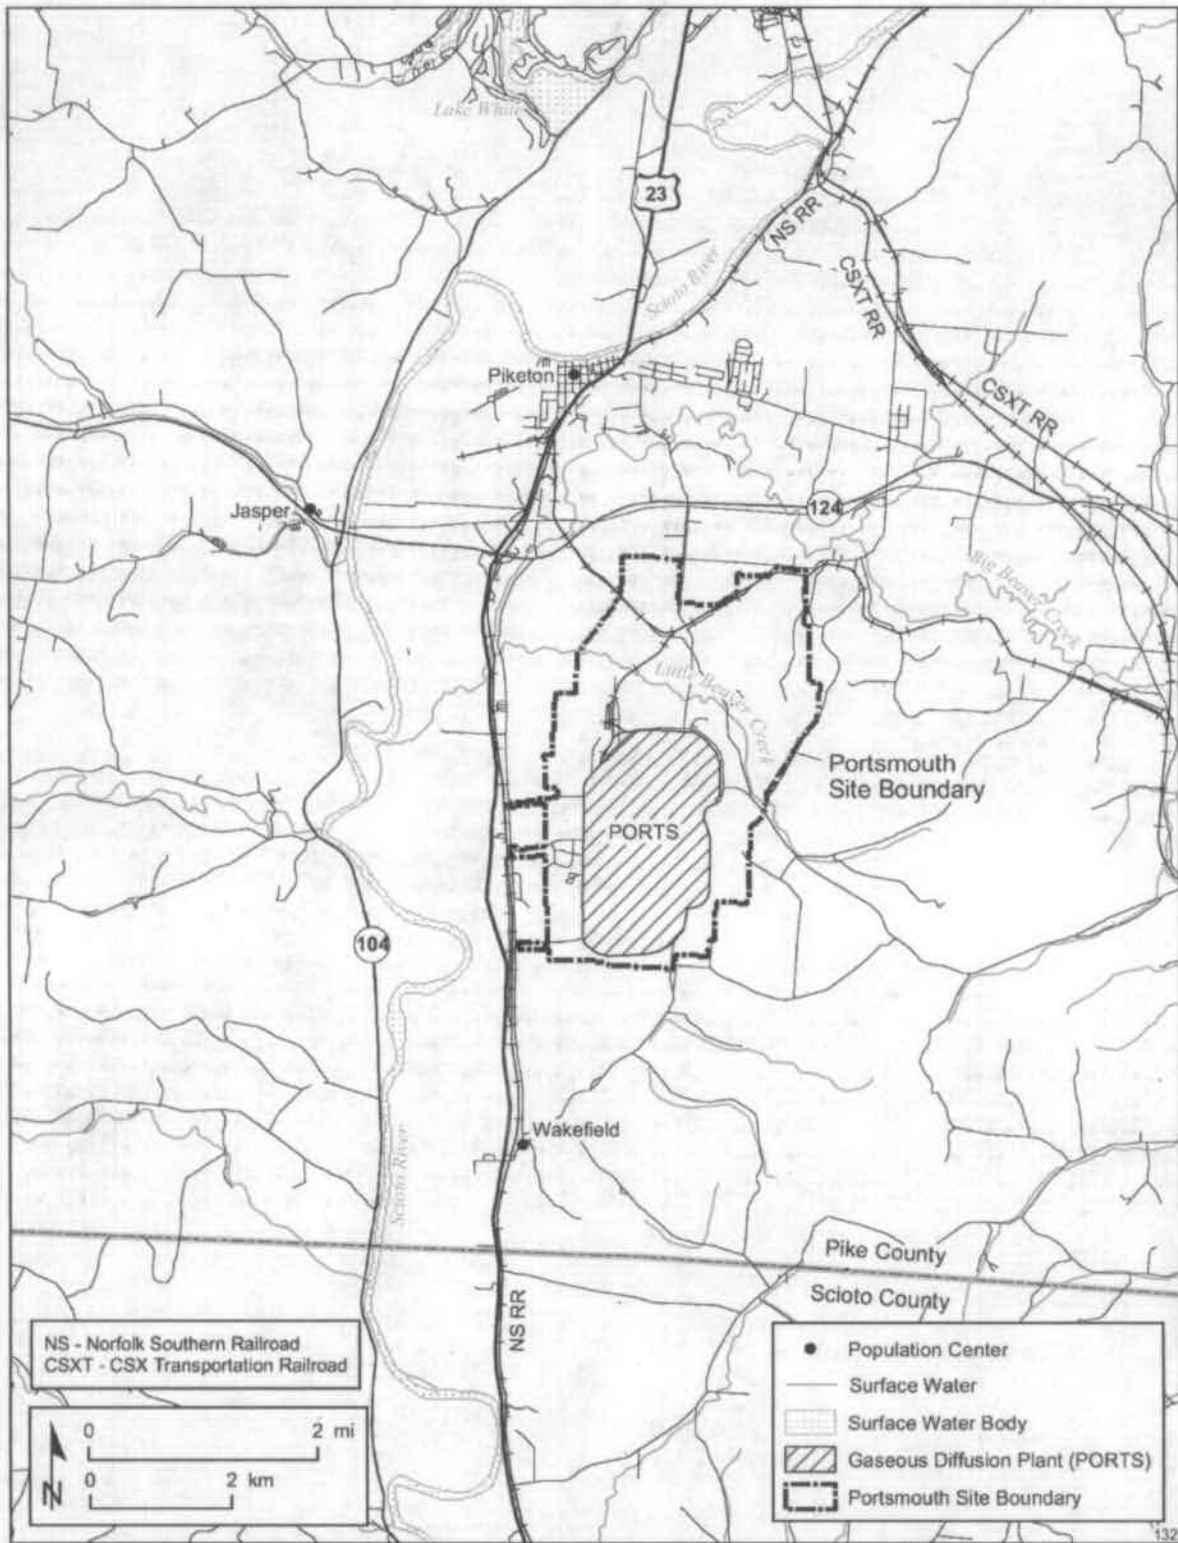 Lake White
23
NS RR
CSXT RR
Scioto River
Piketon
CSXT RR
Jasper
124
Big Beaver Creek
Little Beaver Creek
Portsmouth
Site Boundary
PORTS
104
Wakefield
Scioto River
Pike County
Scioto County
NS RR
NS - Norfolk Southern Railroad
CSXT - CSX Transportation Railroad
0 2 mi
0 2 km
N
Population Center
Surface Water
Surface Water Body
Gaseous Diffusion Plant (PORTS)
Portsmouth Site Boundary